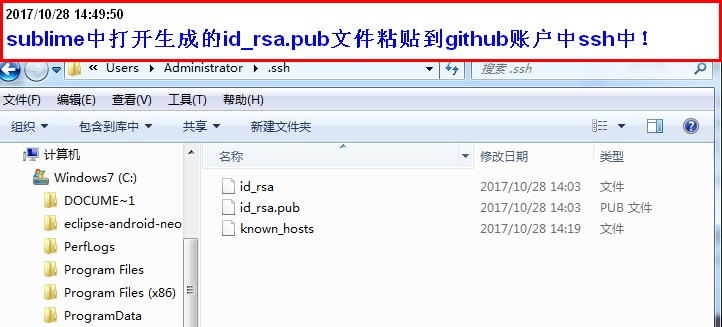 2017/10/28 14:49:50
sublime中打开生成的id_rsa.pub文件粘贴到github账户中ssh中！
« Users ▸ Administrator ▸ .ssh
搜索 .ssh
文件(F) 编辑(E) 查看(V) 工具(T) 帮助(H)
组织 包含到库中 共享 新建文件夹
计算机
Windows7 (C:)
DOCUME~1
eclipse-android-neo
PerfLogs
Program Files
Program Files (x86)
ProgramData
名称 修改日期 类型
id_rsa 2017/10/28 14:03 文件
id_rsa.pub 2017/10/28 14:03 PUB 文件
known_hosts 2017/10/28 14:19 文件